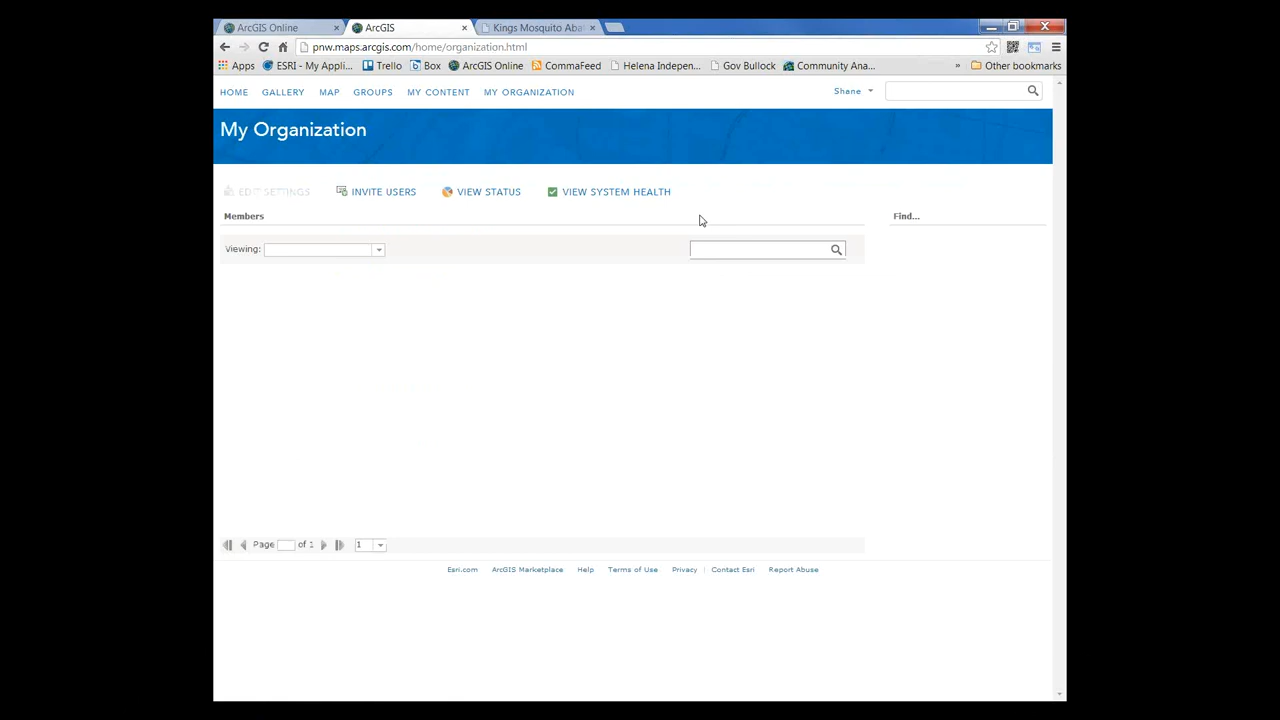 ArcGIS Online
ArcGIS
Kings Mosquito Aba
pnw.maps.arcgis.com/home/organization.html
Apps ESRI - My Appli... Trello Box ArcGIS Online CommaFeed Helena Indepen... Gov Bullock Community Ana... » Other bookmarks
HOME GALLERY MAP GROUPS MY CONTENT MY ORGANIZATION Shane
My Organization
EDIT SETTINGS INVITE USERS VIEW STATUS VIEW SYSTEM HEALTH
Members Find...
Viewing:
Page of 1 1
Esri.com ArcGIS Marketplace Help Terms of Use Privacy | Contact Esri Report Abuse